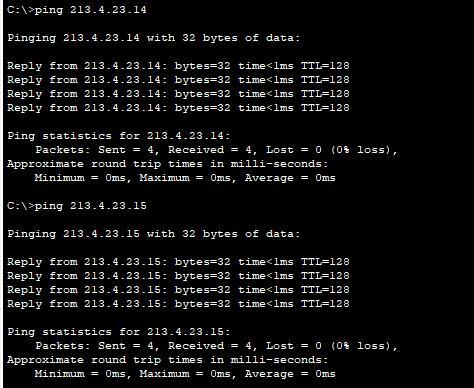 C:\>ping 213.4.23.14
Pinging 213.4.23.14 with 32 bytes of data:
Reply from 213.4.23.14: bytes=32 time<1ms TTL=128
Reply from 213.4.23.14: bytes=32 time<1ms TTL=128
Reply from 213.4.23.14: bytes=32 time<1ms TTL=128
Reply from 213.4.23.14: bytes=32 time<1ms TTL=128
Ping statistics for 213.4.23.14:
Packets: Sent = 4, Received = 4, Lost = 0 (0% loss),
Approximate round trip times in milli-seconds:
Minimum = 0ms, Maximum = 0ms, Average = 0ms
C:\>ping 213.4.23.15
Pinging 213.4.23.15 with 32 bytes of data:
Reply from 213.4.23.15: bytes=32 time<1ms TTL=128
Reply from 213.4.23.15: bytes=32 time<1ms TTL=128
Reply from 213.4.23.15: bytes=32 time<1ms TTL=128
Reply from 213.4.23.15: bytes=32 time<1ms TTL=128
Ping statistics for 213.4.23.15:
Packets: Sent = 4, Received = 4, Lost = 0 (0% loss),
Approximate round trip times in milli-seconds:
Minimum = 0ms, Maximum = 0ms, Average = 0ms